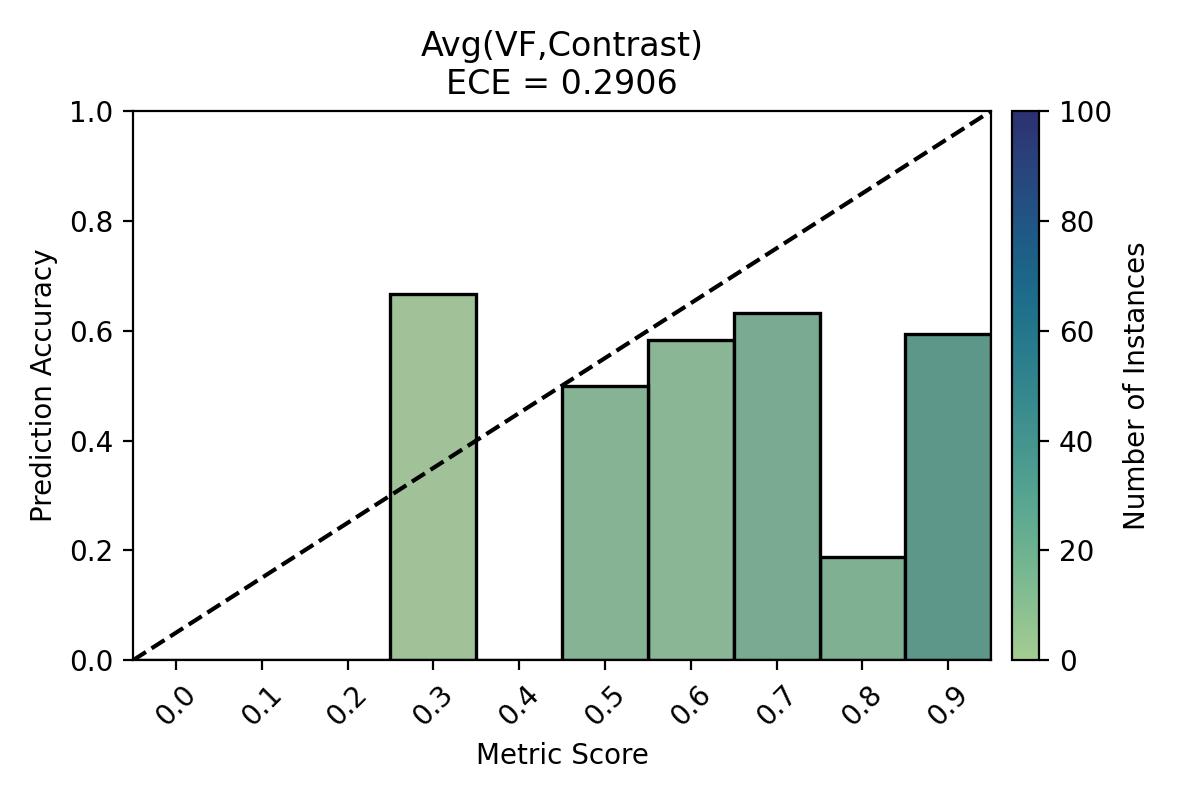 Avg(VF,Contrast)
ECE = 0.2906
Prediction Accuracy
1.0
0.8
0.6
0.4
0.2
0.0
0.0 0.1 0.2 0.3 0.4 0.5 0.6 0.7 0.8 0.9
Metric Score
100
80
60
40
20
0
Number of Instances